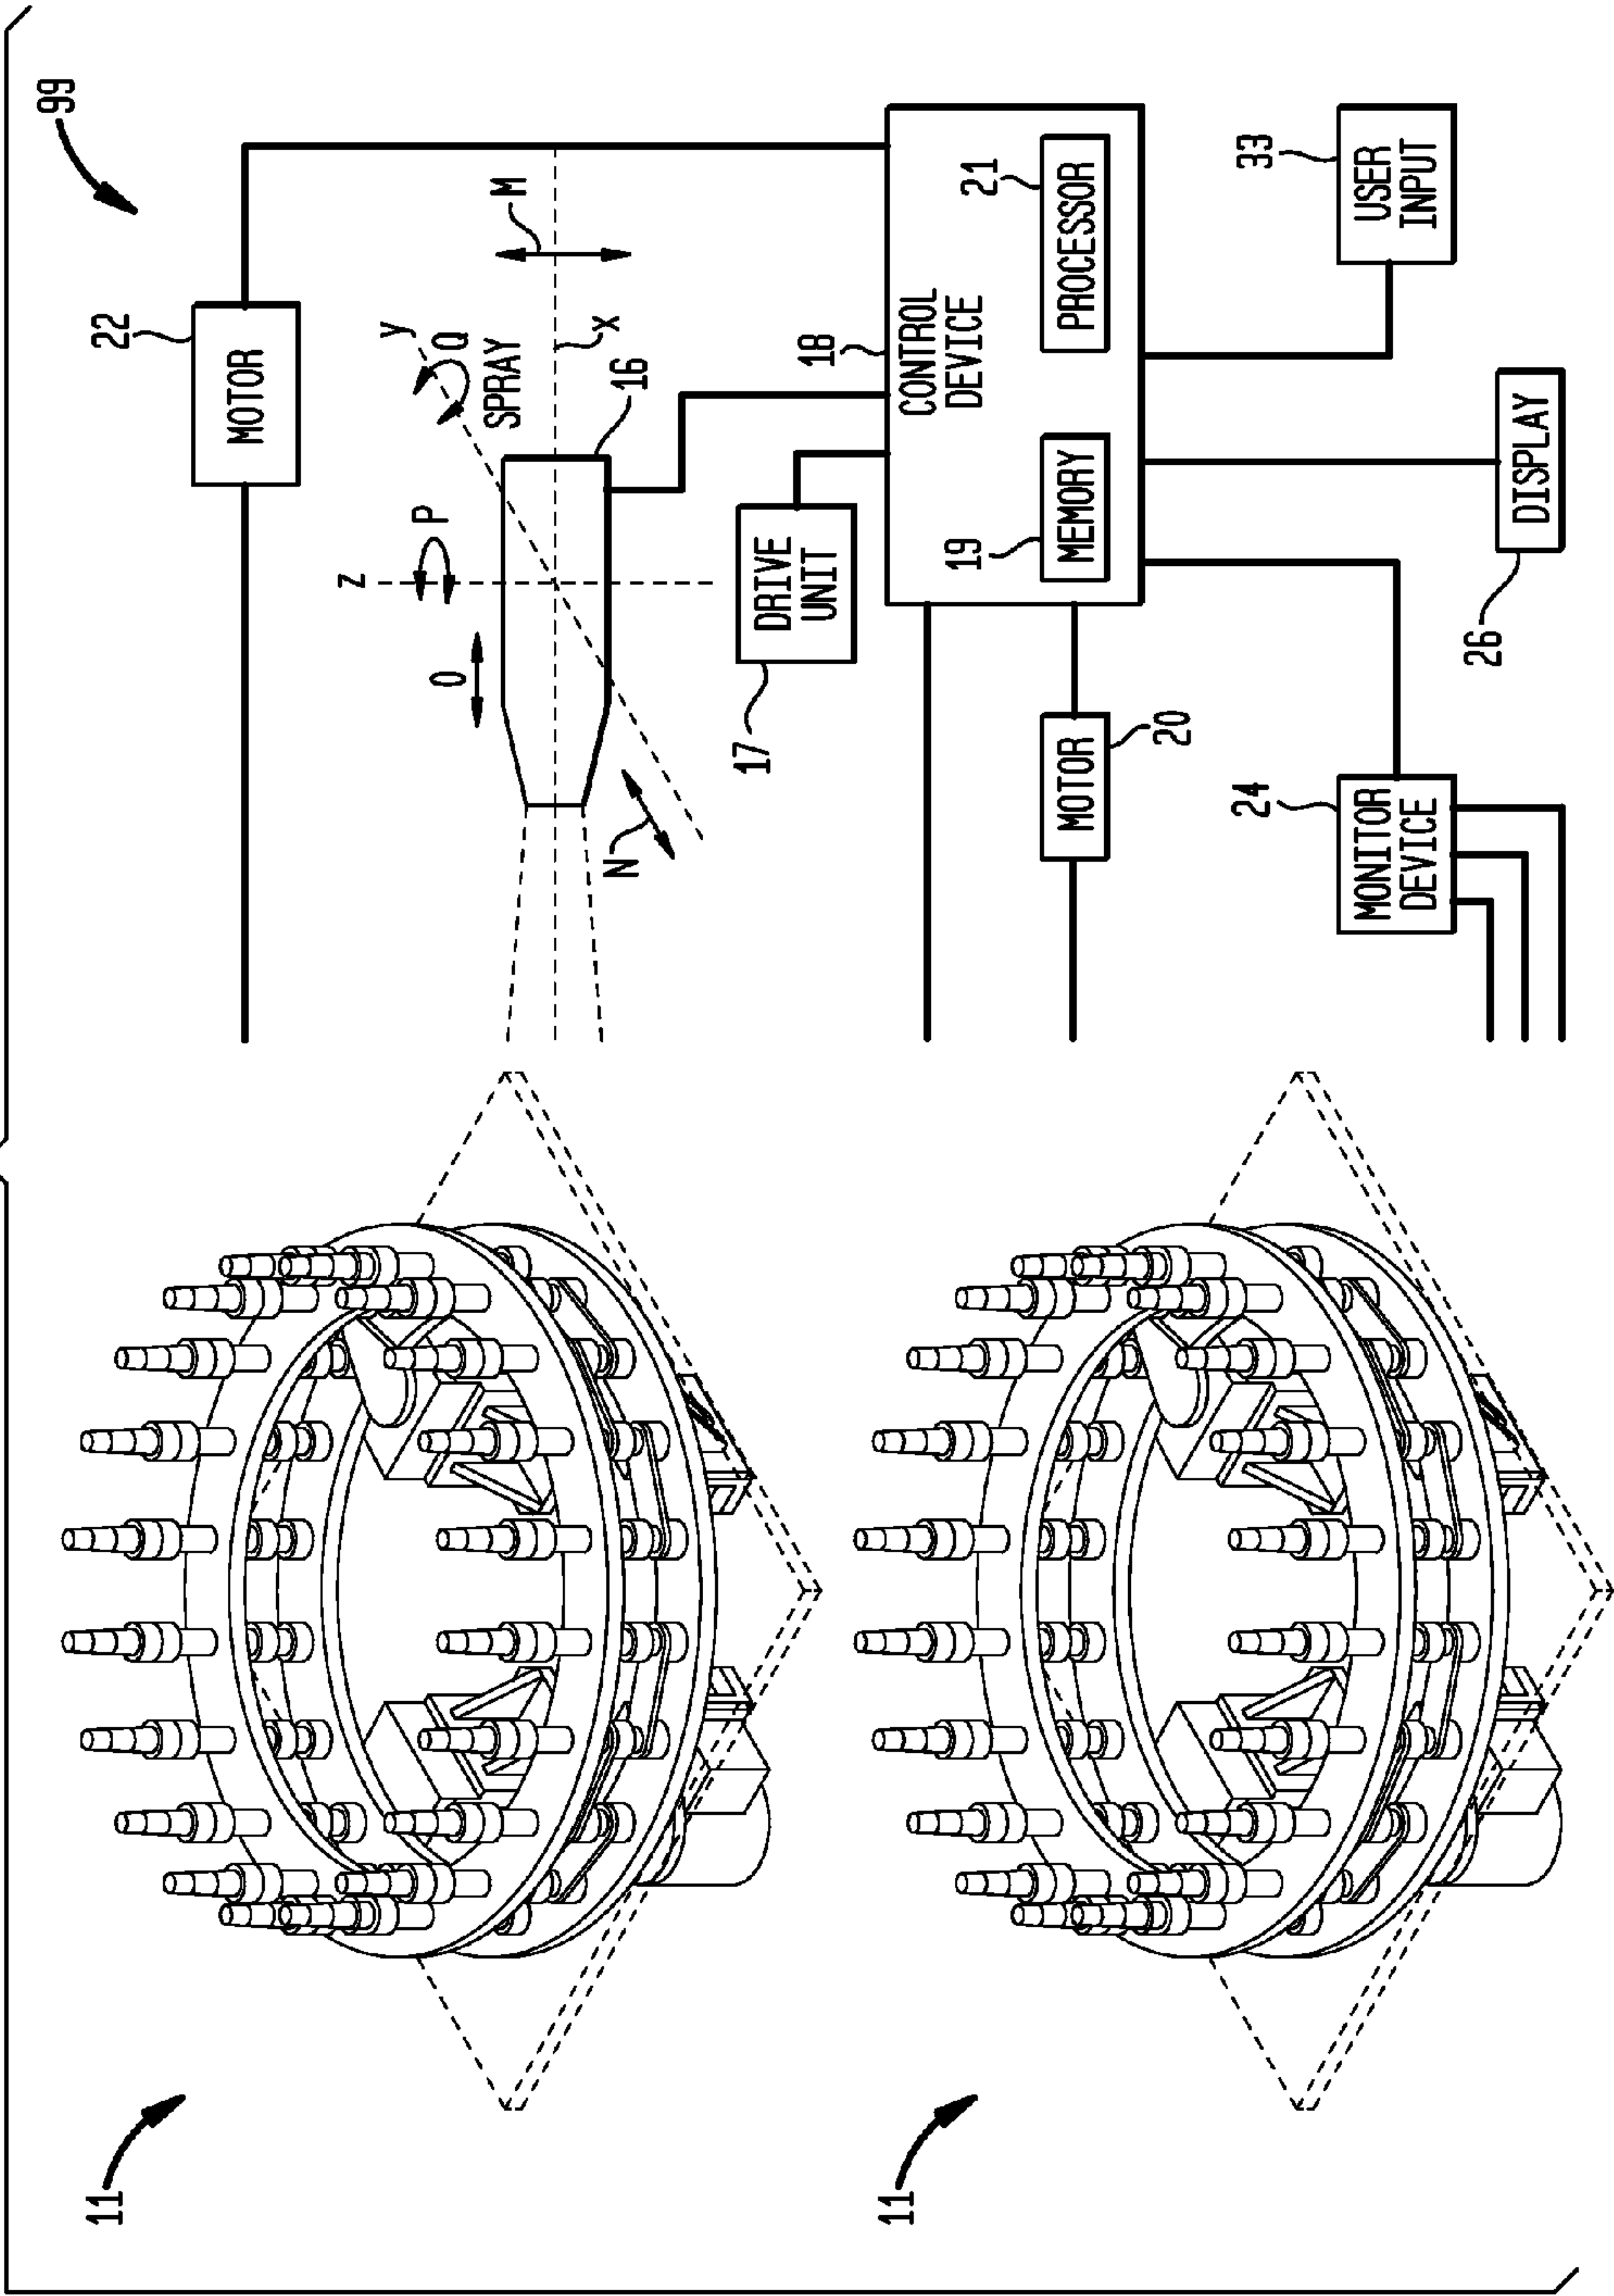 99
22
MOTOR
M
y
Q
SPRAY
x
16
P
z
O
N
DRIVE
UNIT
17
18
CONTROL
DEVICE
21
PROCESSOR
19
MEMORY
MOTOR
20
33
USER
INPUT
DISPLAY
26
24
MONITOR
DEVICE
11
11